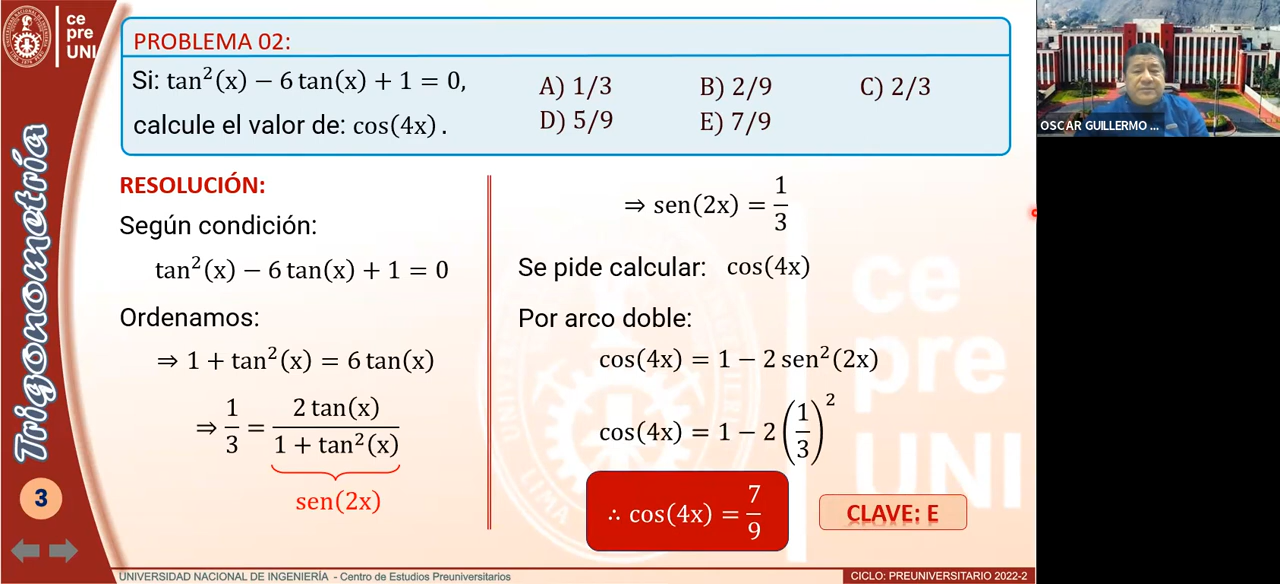 ce
pre
UNI
PROBLEMA 02:
Si: tan²(x) − 6 tan(x) + 1 = 0,
calcule el valor de: cos(4x) .
A) 1/3 B) 2/9 C) 2/3
D) 5/9 E) 7/9
OSCAR GUILLERMO ...
Trigonometría
RESOLUCIÓN:
Según condición:
tan²(x) − 6 tan(x) + 1 = 0
Ordenamos:
⇒ 1 + tan²(x) = 6 tan(x)
⇒ 1/3 = 2 tan(x)/(1 + tan²(x))
sen(2x)
⇒ sen(2x) = 1/3
Se pide calcular: cos(4x)
Por arco doble:
cos(4x) = 1 − 2 sen²(2x)
cos(4x) = 1 − 2(1/3)²
∴ cos(4x) = 7/9
CLAVE: E
ce
pre
UNI
LIMA
3
UNIVERSIDAD NACIONAL DE INGENIERÍA - Centro de Estudios Preuniversitarios
CICLO: PREUNIVERSITARIO 2022-2